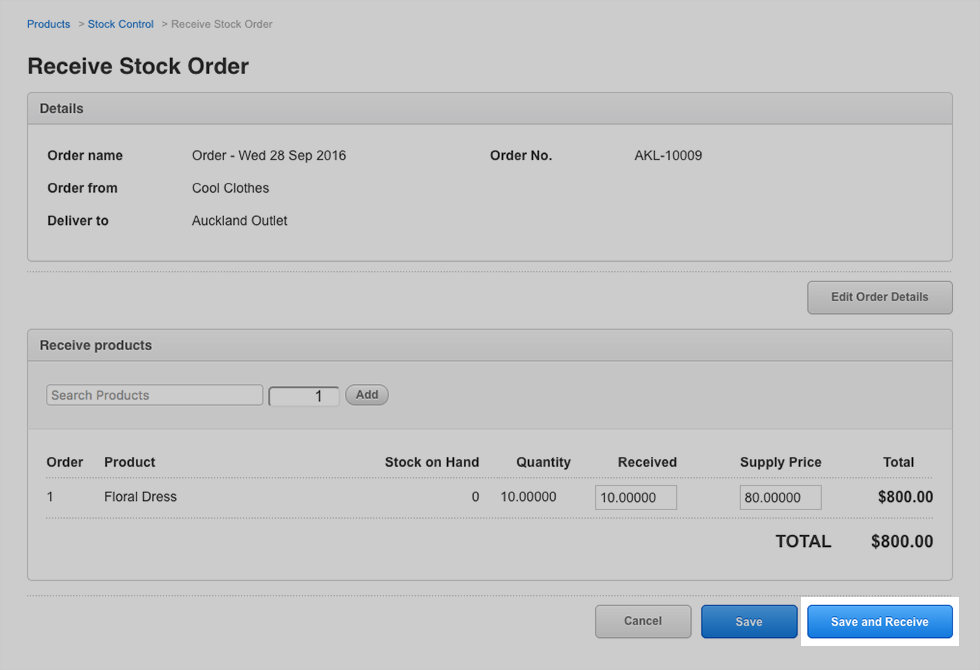 Products > Stock Control > Receive Stock Order
Receive Stock Order
Details
Order name Order - Wed 28 Sep 2016 Order No. AKL-10009
Order from Cool Clothes
Deliver to Auckland Outlet
Edit Order Details
Receive products
Search Products 1 Add
Order Product Stock on Hand Quantity Received Supply Price Total
1 Floral Dress 0 10.00000 10.00000 80.00000 $800.00
TOTAL $800.00
Cancel Save Save and Receive